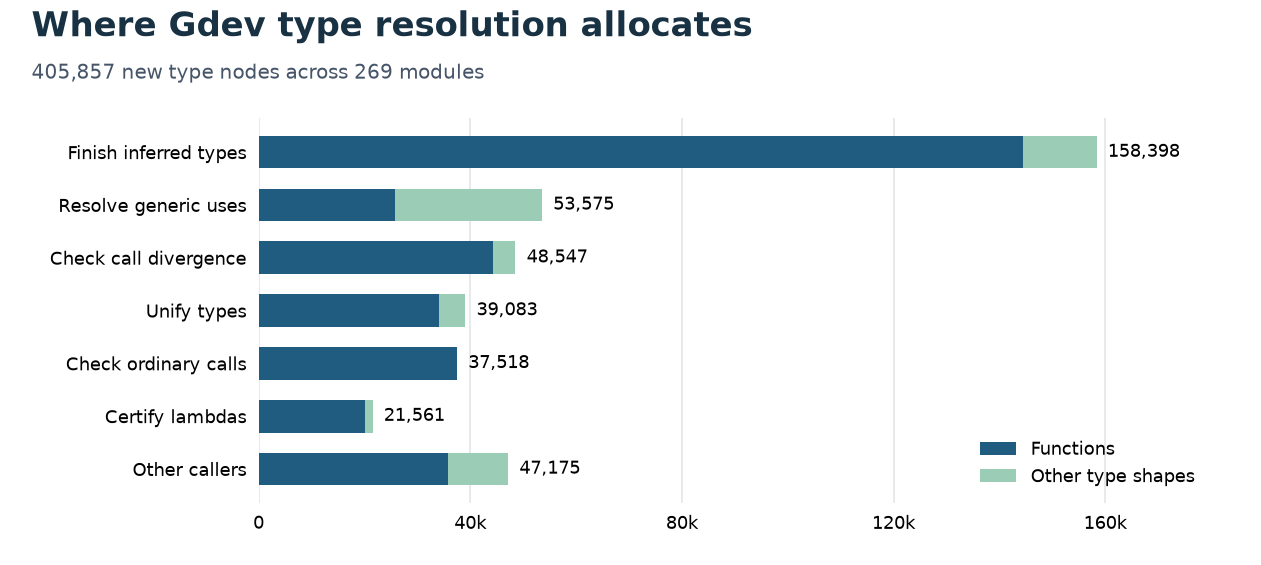 Where Gdev type resolution allocates
405,857 new type nodes across 269 modules
Finish inferred types 158,398
Resolve generic uses 53,575
Check call divergence 48,547
Unify types 39,083
Check ordinary calls 37,518
Certify lambdas 21,561
Other callers 47,175
Functions
Other type shapes
0 40k 80k 120k 160k